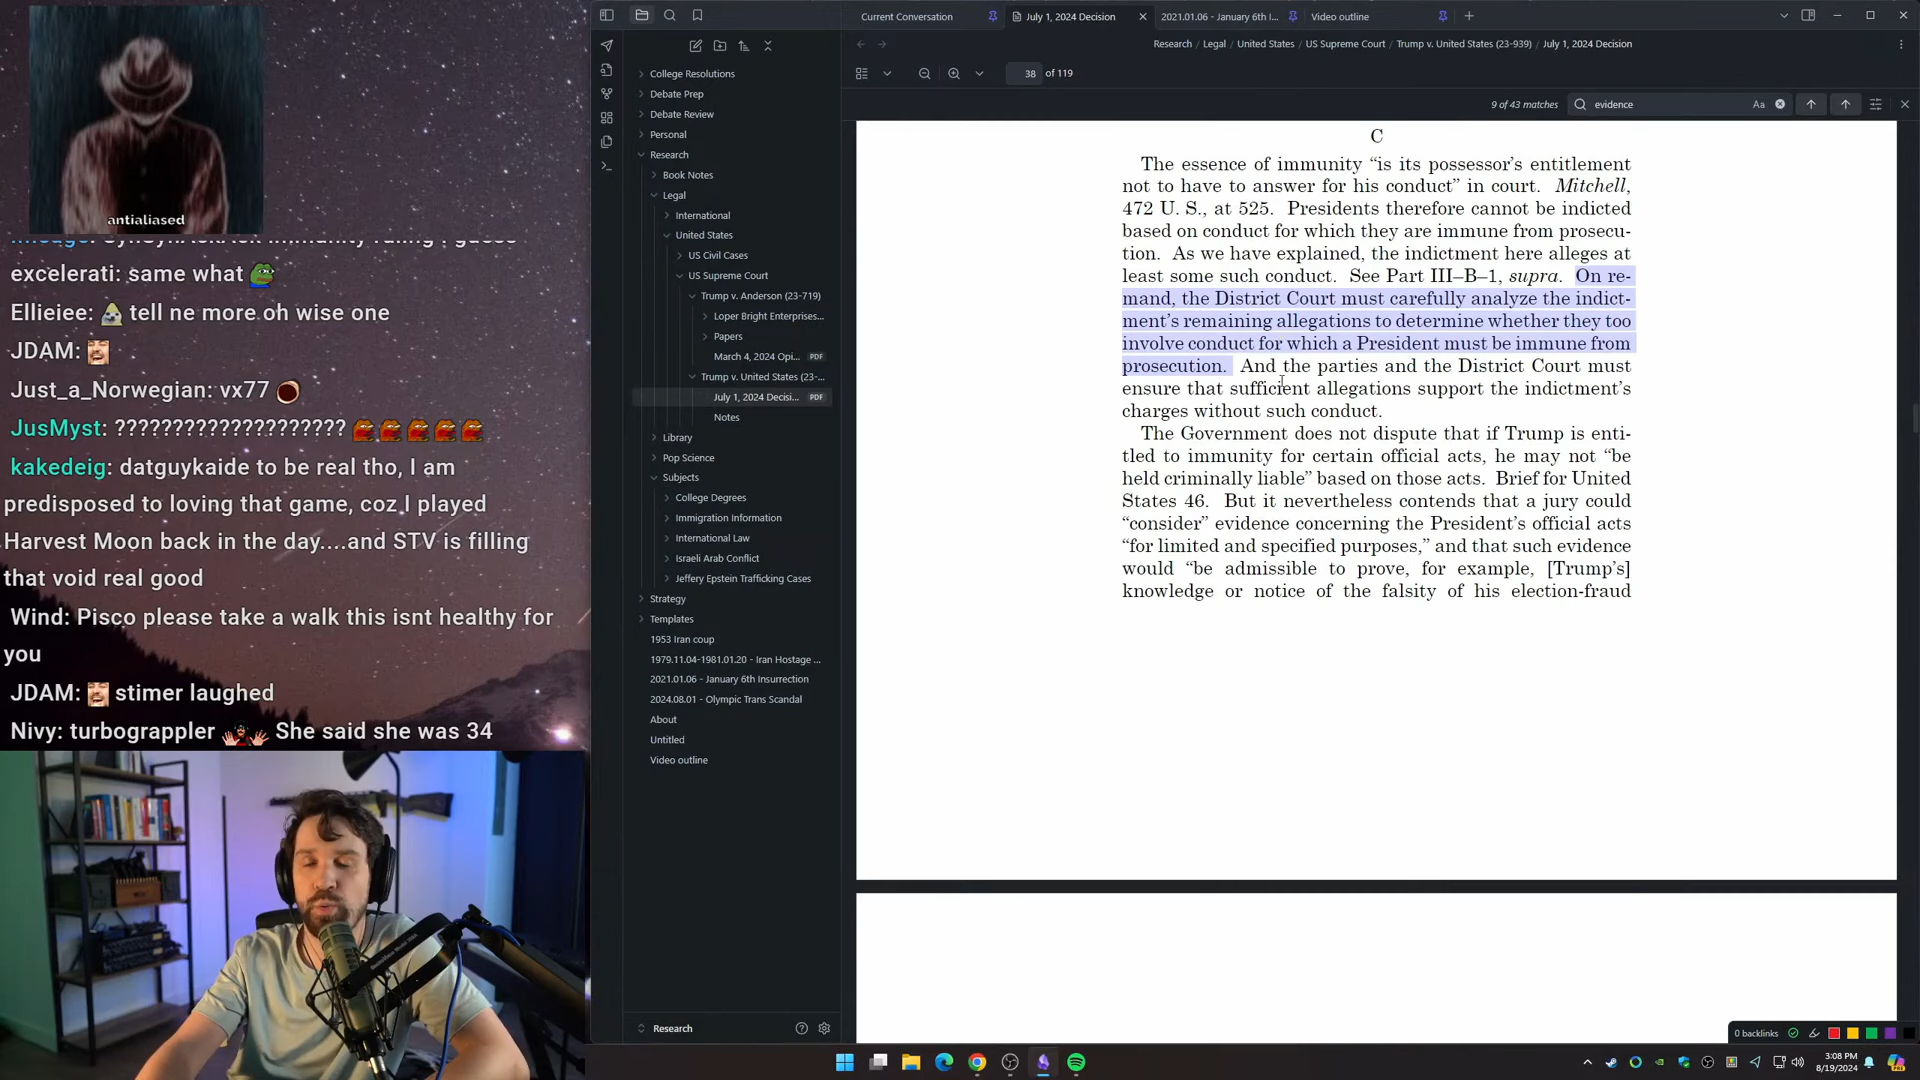 antialiased
excelerati: same what
Ellieiee: tell ne more oh wise one
JDAM:
Just_a_Norwegian: vx77
JusMyst: ???????????????????
kakedeig: datguykaide to be real tho, I am
predisposed to loving that game, coz I played
Harvest Moon back in the day....and STV is filling
that void real good
Wind: Pisco please take a walk this isnt healthy for
you
JDAM: stimer laughed
Nivy: turbograppler She said she was 34
College Resolutions
Debate Prep
Debate Review
Personal
Research
Book Notes
Legal
International
United States
US Civil Cases
US Supreme Court
Trump v. Anderson (23-719)
Loper Bright Enterprises...
Papers
March 4, 2024 Opi... PDF
Trump v. United States (23-...
July 1, 2024 Decisi... PDF
Notes
Library
Pop Science
Subjects
College Degrees
Immigration Information
International Law
Israeli Arab Conflict
Jeffery Epstein Trafficking Cases
Strategy
Templates
1953 Iran coup
1979.11.04-1981.01.20 - Iran Hostage ...
2021.01.06 - January 6th Insurrection
2024.08.01 - Olympic Trans Scandal
About
Untitled
Video outline
Research
Current Conversation
July 1, 2024 Decision
2021.01.06 - January 6th I...
Video outline
Research / Legal / United States / US Supreme Court / Trump v. United States (23-939) / July 1, 2024 Decision
38 of 119
9 of 43 matches
evidence
Aa
C
The essence of immunity “is its possessor’s entitlement
not to have to answer for his conduct” in court. Mitchell,
472 U. S., at 525. Presidents therefore cannot be indicted
based on conduct for which they are immune from prosecu-
tion. As we have explained, the indictment here alleges at
least some such conduct. See Part III–B–1, supra. On re-
mand, the District Court must carefully analyze the indict-
ment’s remaining allegations to determine whether they too
involve conduct for which a President must be immune from
prosecution. And the parties and the District Court must
ensure that sufficient allegations support the indictment’s
charges without such conduct.
The Government does not dispute that if Trump is enti-
tled to immunity for certain official acts, he may not “be
held criminally liable” based on those acts. Brief for United
States 46. But it nevertheless contends that a jury could
“consider” evidence concerning the President’s official acts
“for limited and specified purposes,” and that such evidence
would “be admissible to prove, for example, [Trump’s]
knowledge or notice of the falsity of his election-fraud
0 backlinks
3:08 PM
8/19/2024